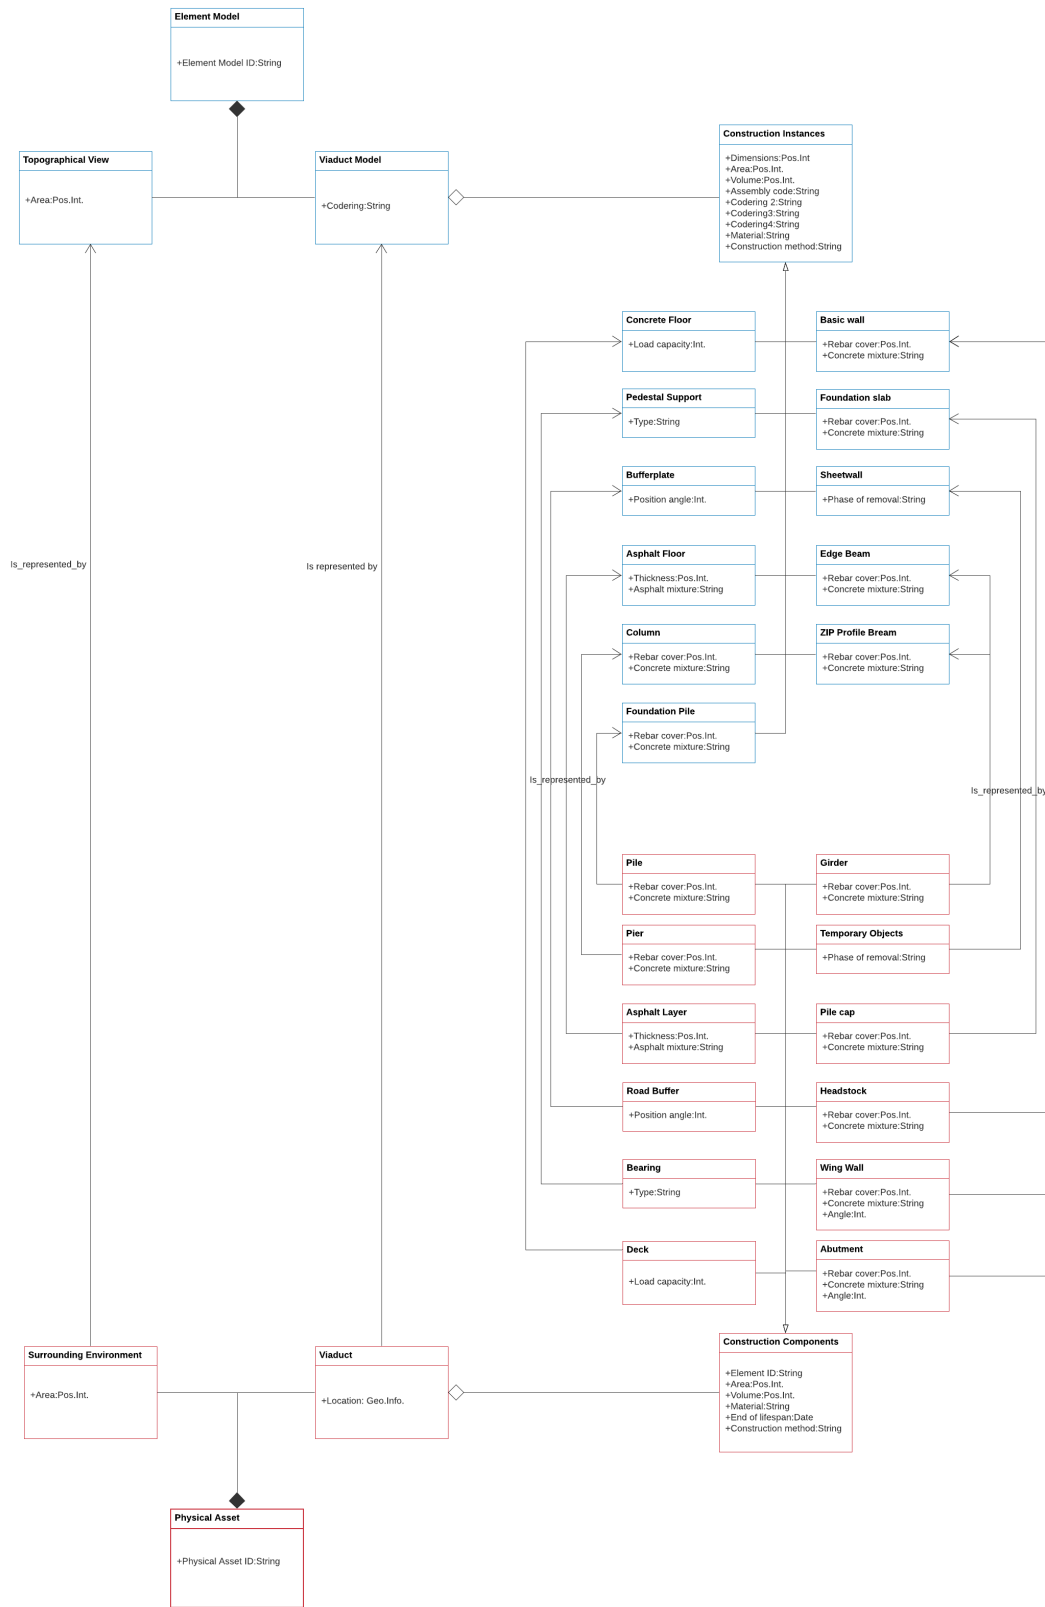 Element Model
+Element Model ID:String
Topographical View
+Area:Pos.Int.
Viaduct Model
+Codering:String
Construction Instances
+Dimensions:Pos.Int
+Area:Pos.Int.
+Volume:Pos.Int.
+Assembly code:String
+Codering 2:String
+Codering3:String
+Codering4:String
+Material:String
+Construction method:String
Concrete Floor
+Load capacity:Int.
Basic wall
+Rebar cover:Pos.Int.
+Concrete mixture:String
Pedestal Support
+Type:String
Foundation slab
+Rebar cover:Pos.Int.
+Concrete mixture:String
Bufferplate
+Position angle:Int.
Sheetwall
+Phase of removal:String
Asphalt Floor
+Thickness:Pos.Int.
+Asphalt mixture:String
Edge Beam
+Rebar cover:Pos.Int.
+Concrete mixture:String
Is_represented_by
Is represented by
Column
+Rebar cover:Pos.Int.
+Concrete mixture:String
ZIP Profile Bream
+Rebar cover:Pos.Int.
+Concrete mixture:String
Foundation Pile
+Rebar cover:Pos.Int.
+Concrete mixture:String
Is_represented_by
Is_represented_by
Pile
+Rebar cover:Pos.Int.
+Concrete mixture:String
Girder
+Rebar cover:Pos.Int.
+Concrete mixture:String
Pier
+Rebar cover:Pos.Int.
+Concrete mixture:String
Temporary Objects
+Phase of removal:String
Asphalt Layer
+Thickness:Pos.Int.
+Asphalt mixture:String
Pile cap
+Rebar cover:Pos.Int.
+Concrete mixture:String
Road Buffer
+Position angle:Int.
Headstock
+Rebar cover:Pos.Int.
+Concrete mixture:String
Bearing
+Type:String
Wing Wall
+Rebar cover:Pos.Int.
+Concrete mixture:String
+Angle:Int.
Deck
+Load capacity:Int.
Abutment
+Rebar cover:Pos.Int.
+Concrete mixture:String
+Angle:Int.
Surrounding Environment
+Area:Pos.Int.
Viaduct
+Location: Geo.Info.
Construction Components
+Element ID:String
+Area:Pos.Int.
+Volume:Pos.Int.
+Material:String
+End of lifespan:Date
+Construction method:String
Physical Asset
+Physical Asset ID:String